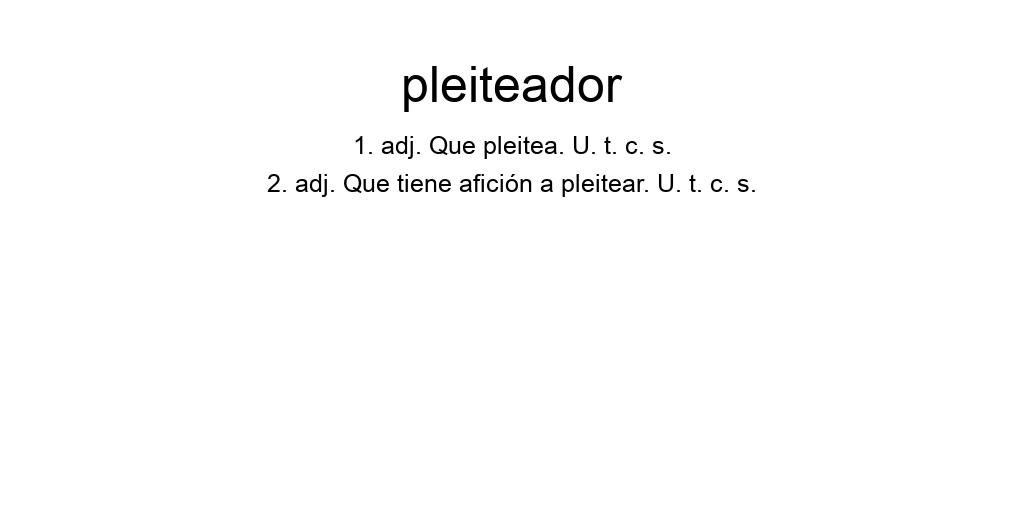 pleiteador
1. adj. Que pleitea. U. t. c. s.
2. adj. Que tiene afición a pleitear. U. t. c. s.